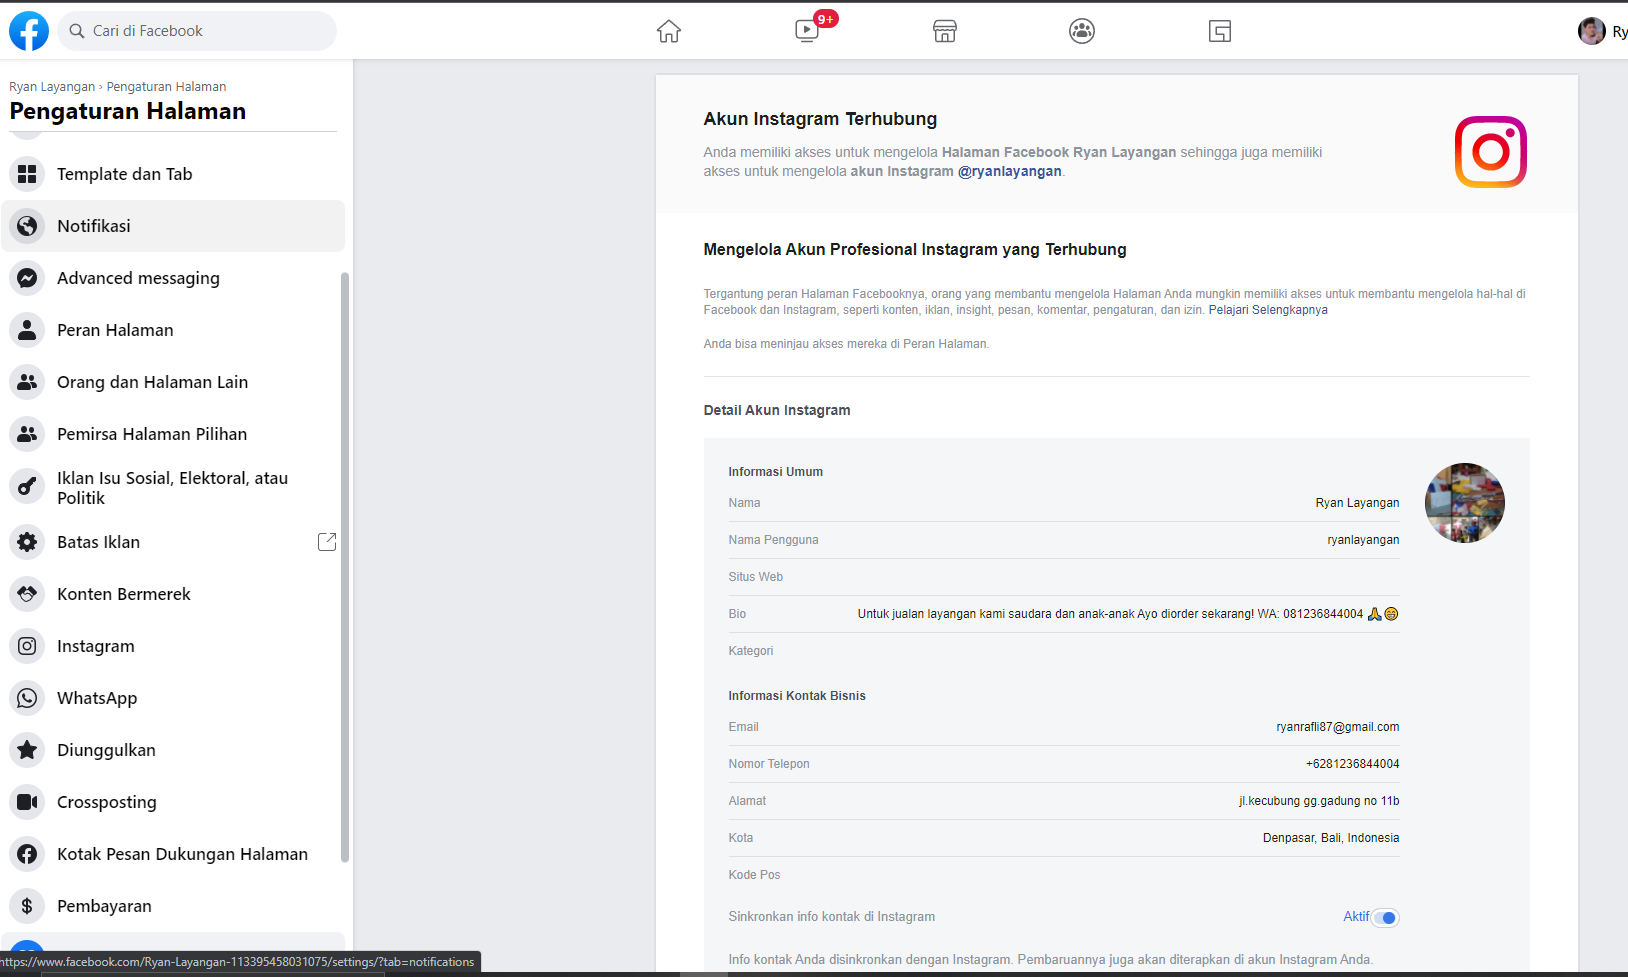 Cari di Facebook
9+
Ry
Ryan Layangan › Pengaturan Halaman
Pengaturan Halaman
Template dan Tab
Notifikasi
Advanced messaging
Peran Halaman
Orang dan Halaman Lain
Pemirsa Halaman Pilihan
Iklan Isu Sosial, Elektoral, atau
Politik
Batas Iklan
Konten Bermerek
Instagram
WhatsApp
Diunggulkan
Crossposting
Kotak Pesan Dukungan Halaman
Pembayaran
https://www.facebook.com/Ryan-Layangan-113395458031075/settings/?tab=notifications
Akun Instagram Terhubung
Anda memiliki akses untuk mengelola Halaman Facebook Ryan Layangan sehingga juga memiliki
akses untuk mengelola akun Instagram @ryanlayangan.
Mengelola Akun Profesional Instagram yang Terhubung
Tergantung peran Halaman Facebooknya, orang yang membantu mengelola Halaman Anda mungkin memiliki akses untuk membantu mengelola hal-hal di
Facebook dan Instagram, seperti konten, iklan, insight, pesan, komentar, pengaturan, dan izin. Pelajari Selengkapnya
Anda bisa meninjau akses mereka di Peran Halaman.
Detail Akun Instagram
Informasi Umum
Nama Ryan Layangan
Nama Pengguna ryanlayangan
Situs Web
Bio Untuk jualan layangan kami saudara dan anak-anak Ayo diorder sekarang! WA: 081236844004 🙏😁
Kategori
Informasi Kontak Bisnis
Email ryanrafli87@gmail.com
Nomor Telepon +6281236844004
Alamat jl.kecubung gg.gadung no 11b
Kota Denpasar, Bali, Indonesia
Kode Pos
Sinkronkan info kontak di Instagram Aktif
Info kontak Anda disinkronkan dengan Instagram. Pembaruannya juga akan diterapkan di akun Instagram Anda.